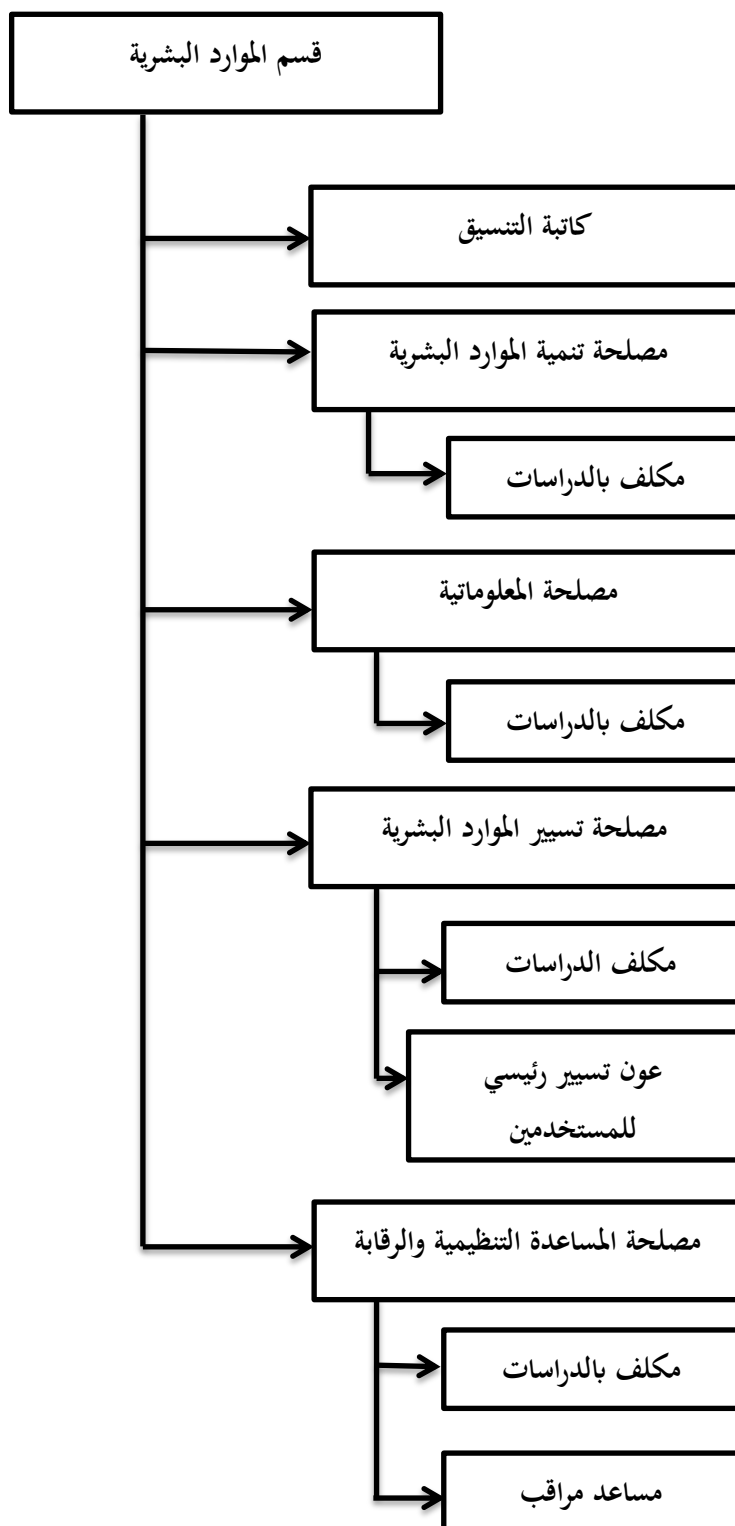 قسم الموارد البشرية
كاتبة التنسيق
مصلحة تنمية الموارد البشرية
مكلف بالدراسات
مصلحة المعلوماتية
مكلف بالدراسات
مصلحة تسيير الموارد البشرية
مكلف الدراسات
عون تسيير رئيسي
للمستخدمين
مصلحة المساعدة التنظيمية والرقابة
مكلف بالدراسات
مساعد مراقب